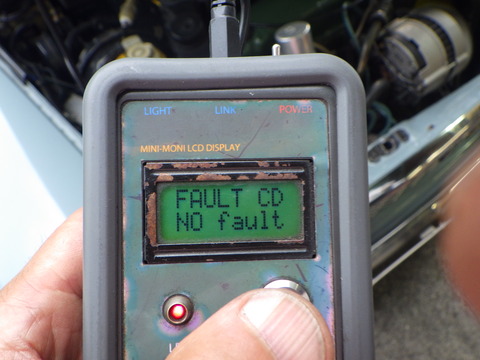 LIGHT LINK POWER
MINI-MONI LCD DISPLAY
FAULT CD
NO fault